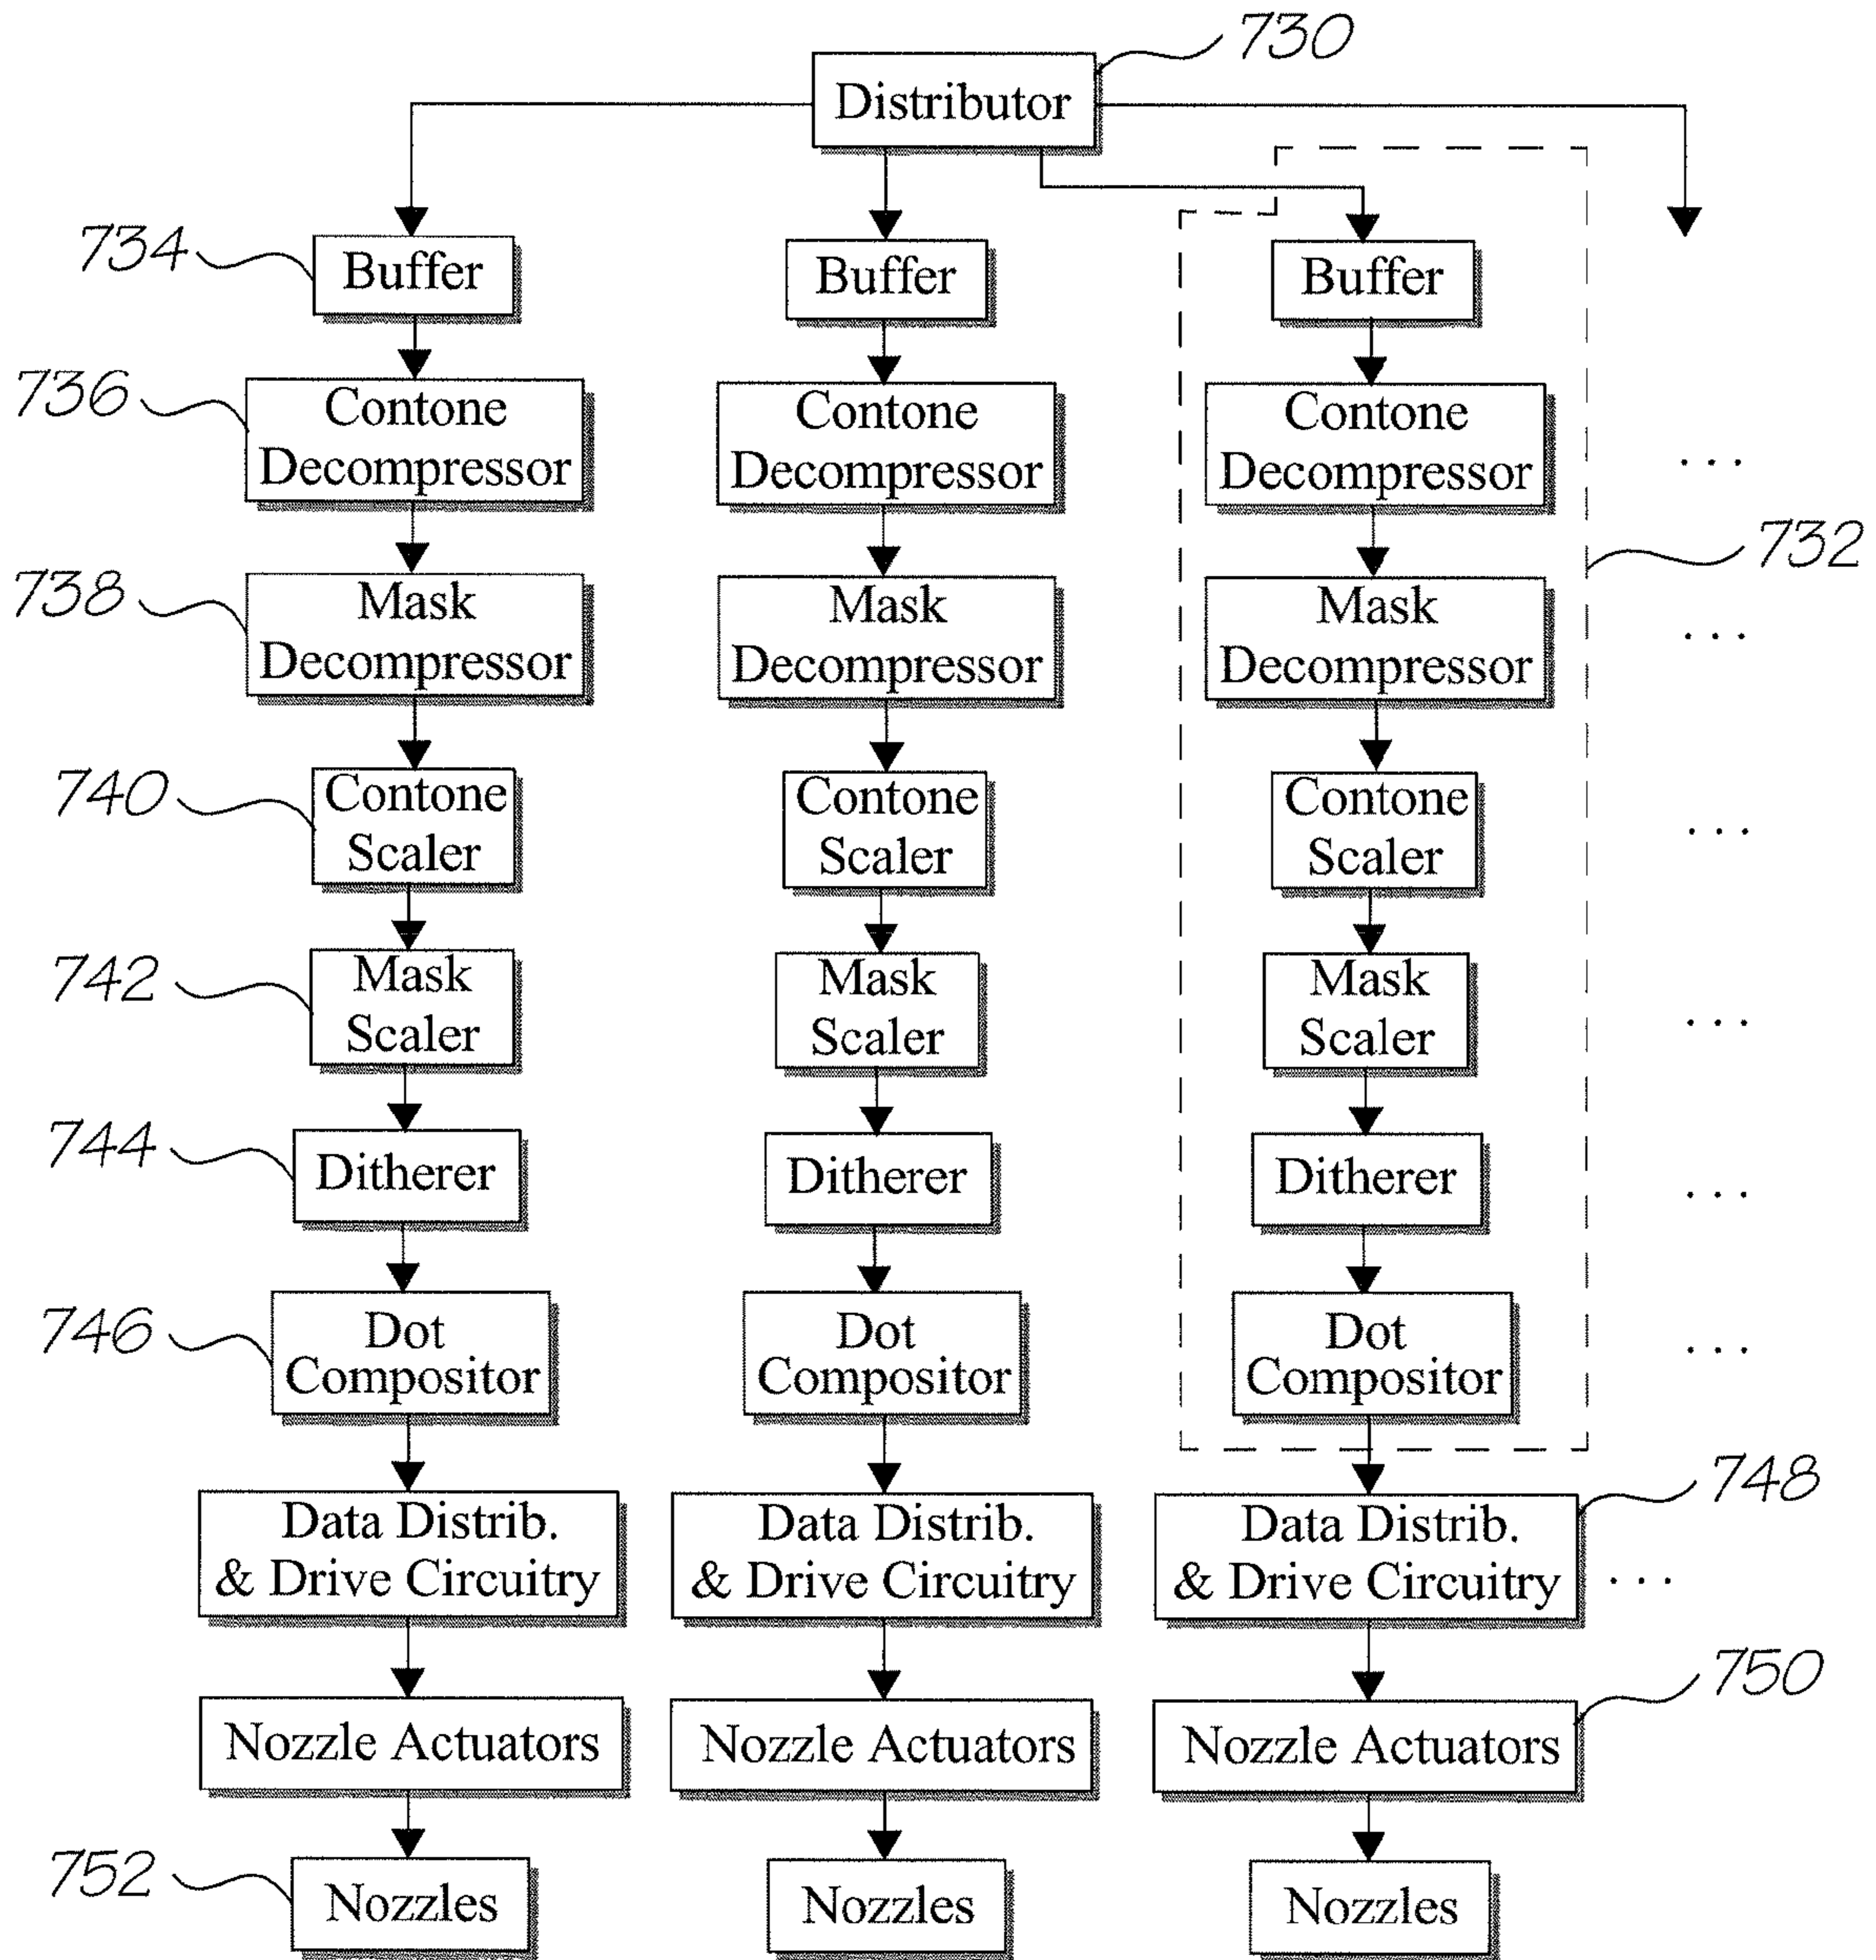 730
Distributor
734
Buffer
Buffer
Buffer
736
Contone
Decompressor
Contone
Decompressor
Contone
Decompressor
...
732
738
Mask
Decompressor
Mask
Decompressor
Mask
Decompressor
...
740
Contone
Scaler
Contone
Scaler
Contone
Scaler
...
742
Mask
Scaler
Mask
Scaler
Mask
Scaler
...
744
Ditherer
Ditherer
Ditherer
...
746
Dot
Compositor
Dot
Compositor
Dot
Compositor
...
748
Data Distrib.
& Drive Circuitry
Data Distrib.
& Drive Circuitry
Data Distrib.
& Drive Circuitry
...
750
Nozzle Actuators
Nozzle Actuators
Nozzle Actuators
752
Nozzles
Nozzles
Nozzles